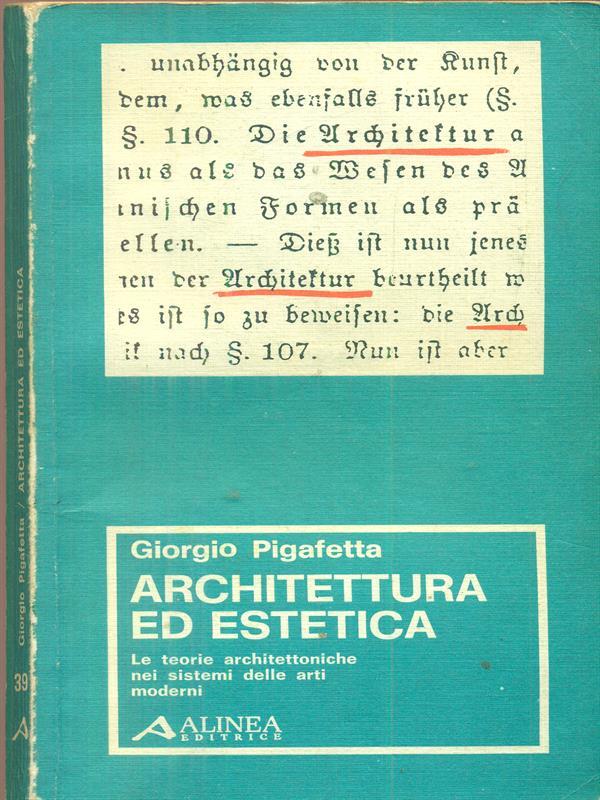 . unabhängig von der Kunst,
dem, was ebenfalls früher (§.
§. 110. Die Architektur a
nus als das Wesen des A
inischen Formen als prä
ellen. — Dieß ist nun jenes
nen der Architektur beurtheilt w
es ist so zu beweisen: die Arch
ik nach §. 107. Nun ist aber
Giorgio Pigafetta
ARCHITETTURA
ED ESTETICA
Le teorie architettoniche
nei sistemi delle arti
moderni
ALINEA
EDITRICE
Giorgio Pigafetta / ARCHITETTURA ED ESTETICA
39